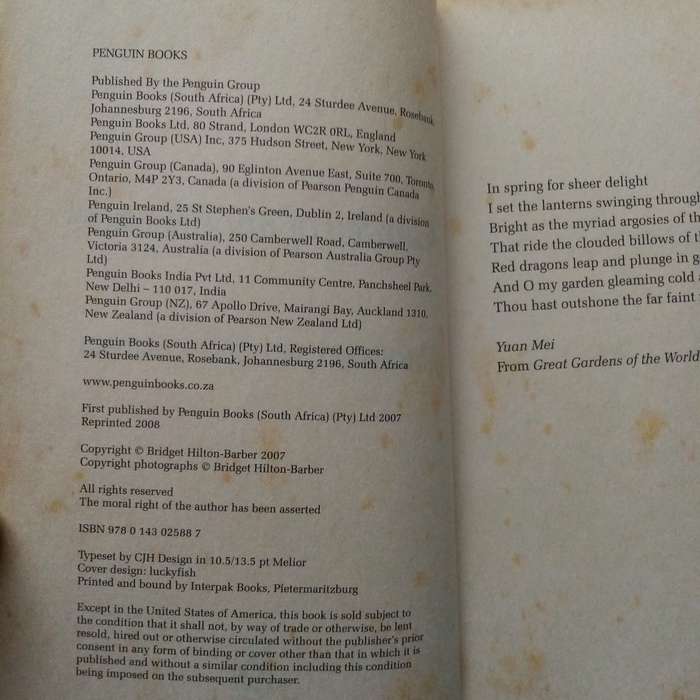 PENGUIN BOOKS
Published By the Penguin Group
Penguin Books (South Africa) (Pty) Ltd, 24 Sturdee Avenue, Rosebank
Johannesburg 2196, South Africa
Penguin Books Ltd, 80 Strand, London WC2R 0RL, England
Penguin Group (USA) Inc, 375 Hudson Street, New York, New York
10014, USA
Penguin Group (Canada), 90 Eglinton Avenue East, Suite 700, Toronto,
Ontario, M4P 2Y3, Canada (a division of Pearson Penguin Canada
Inc.)
Penguin Ireland, 25 St Stephen's Green, Dublin 2, Ireland (a division
of Penguin Books Ltd)
Penguin Group (Australia), 250 Camberwell Road, Camberwell,
Victoria 3124, Australia (a division of Pearson Australia Group Pty
Ltd)
Penguin Books India Pvt Ltd, 11 Community Centre, Panchsheel Park,
New Delhi – 110 017, India
Penguin Group (NZ), 67 Apollo Drive, Mairangi Bay, Auckland 1310,
New Zealand (a division of Pearson New Zealand Ltd)
Penguin Books (South Africa) (Pty) Ltd, Registered Offices:
24 Sturdee Avenue, Rosebank, Johannesburg 2196, South Africa
www.penguinbooks.co.za
First published by Penguin Books (South Africa) (Pty) Ltd 2007
Reprinted 2008
Copyright © Bridget Hilton-Barber 2007
Copyright photographs © Bridget Hilton-Barber
All rights reserved
The moral right of the author has been asserted
ISBN 978 0 143 02588 7
Typeset by CJH Design in 10.5/13.5 pt Melior
Cover design: luckyfish
Printed and bound by Interpak Books, Pietermaritzburg
Except in the United States of America, this book is sold subject to
the condition that it shall not, by way of trade or otherwise, be lent
resold, hired out or otherwise circulated without the publisher's prior
consent in any form of binding or cover other than that in which it is
published and without a similar condition including this condition
being imposed on the subsequent purchaser.
In spring for sheer delight
I set the lanterns swinging through
Bright as the myriad argosies of
That ride the clouded billows of
Red dragons leap and plunge in
And O my garden gleaming cold
Thou hast outshone the far faint
Yuan Mei
From Great Gardens of the World